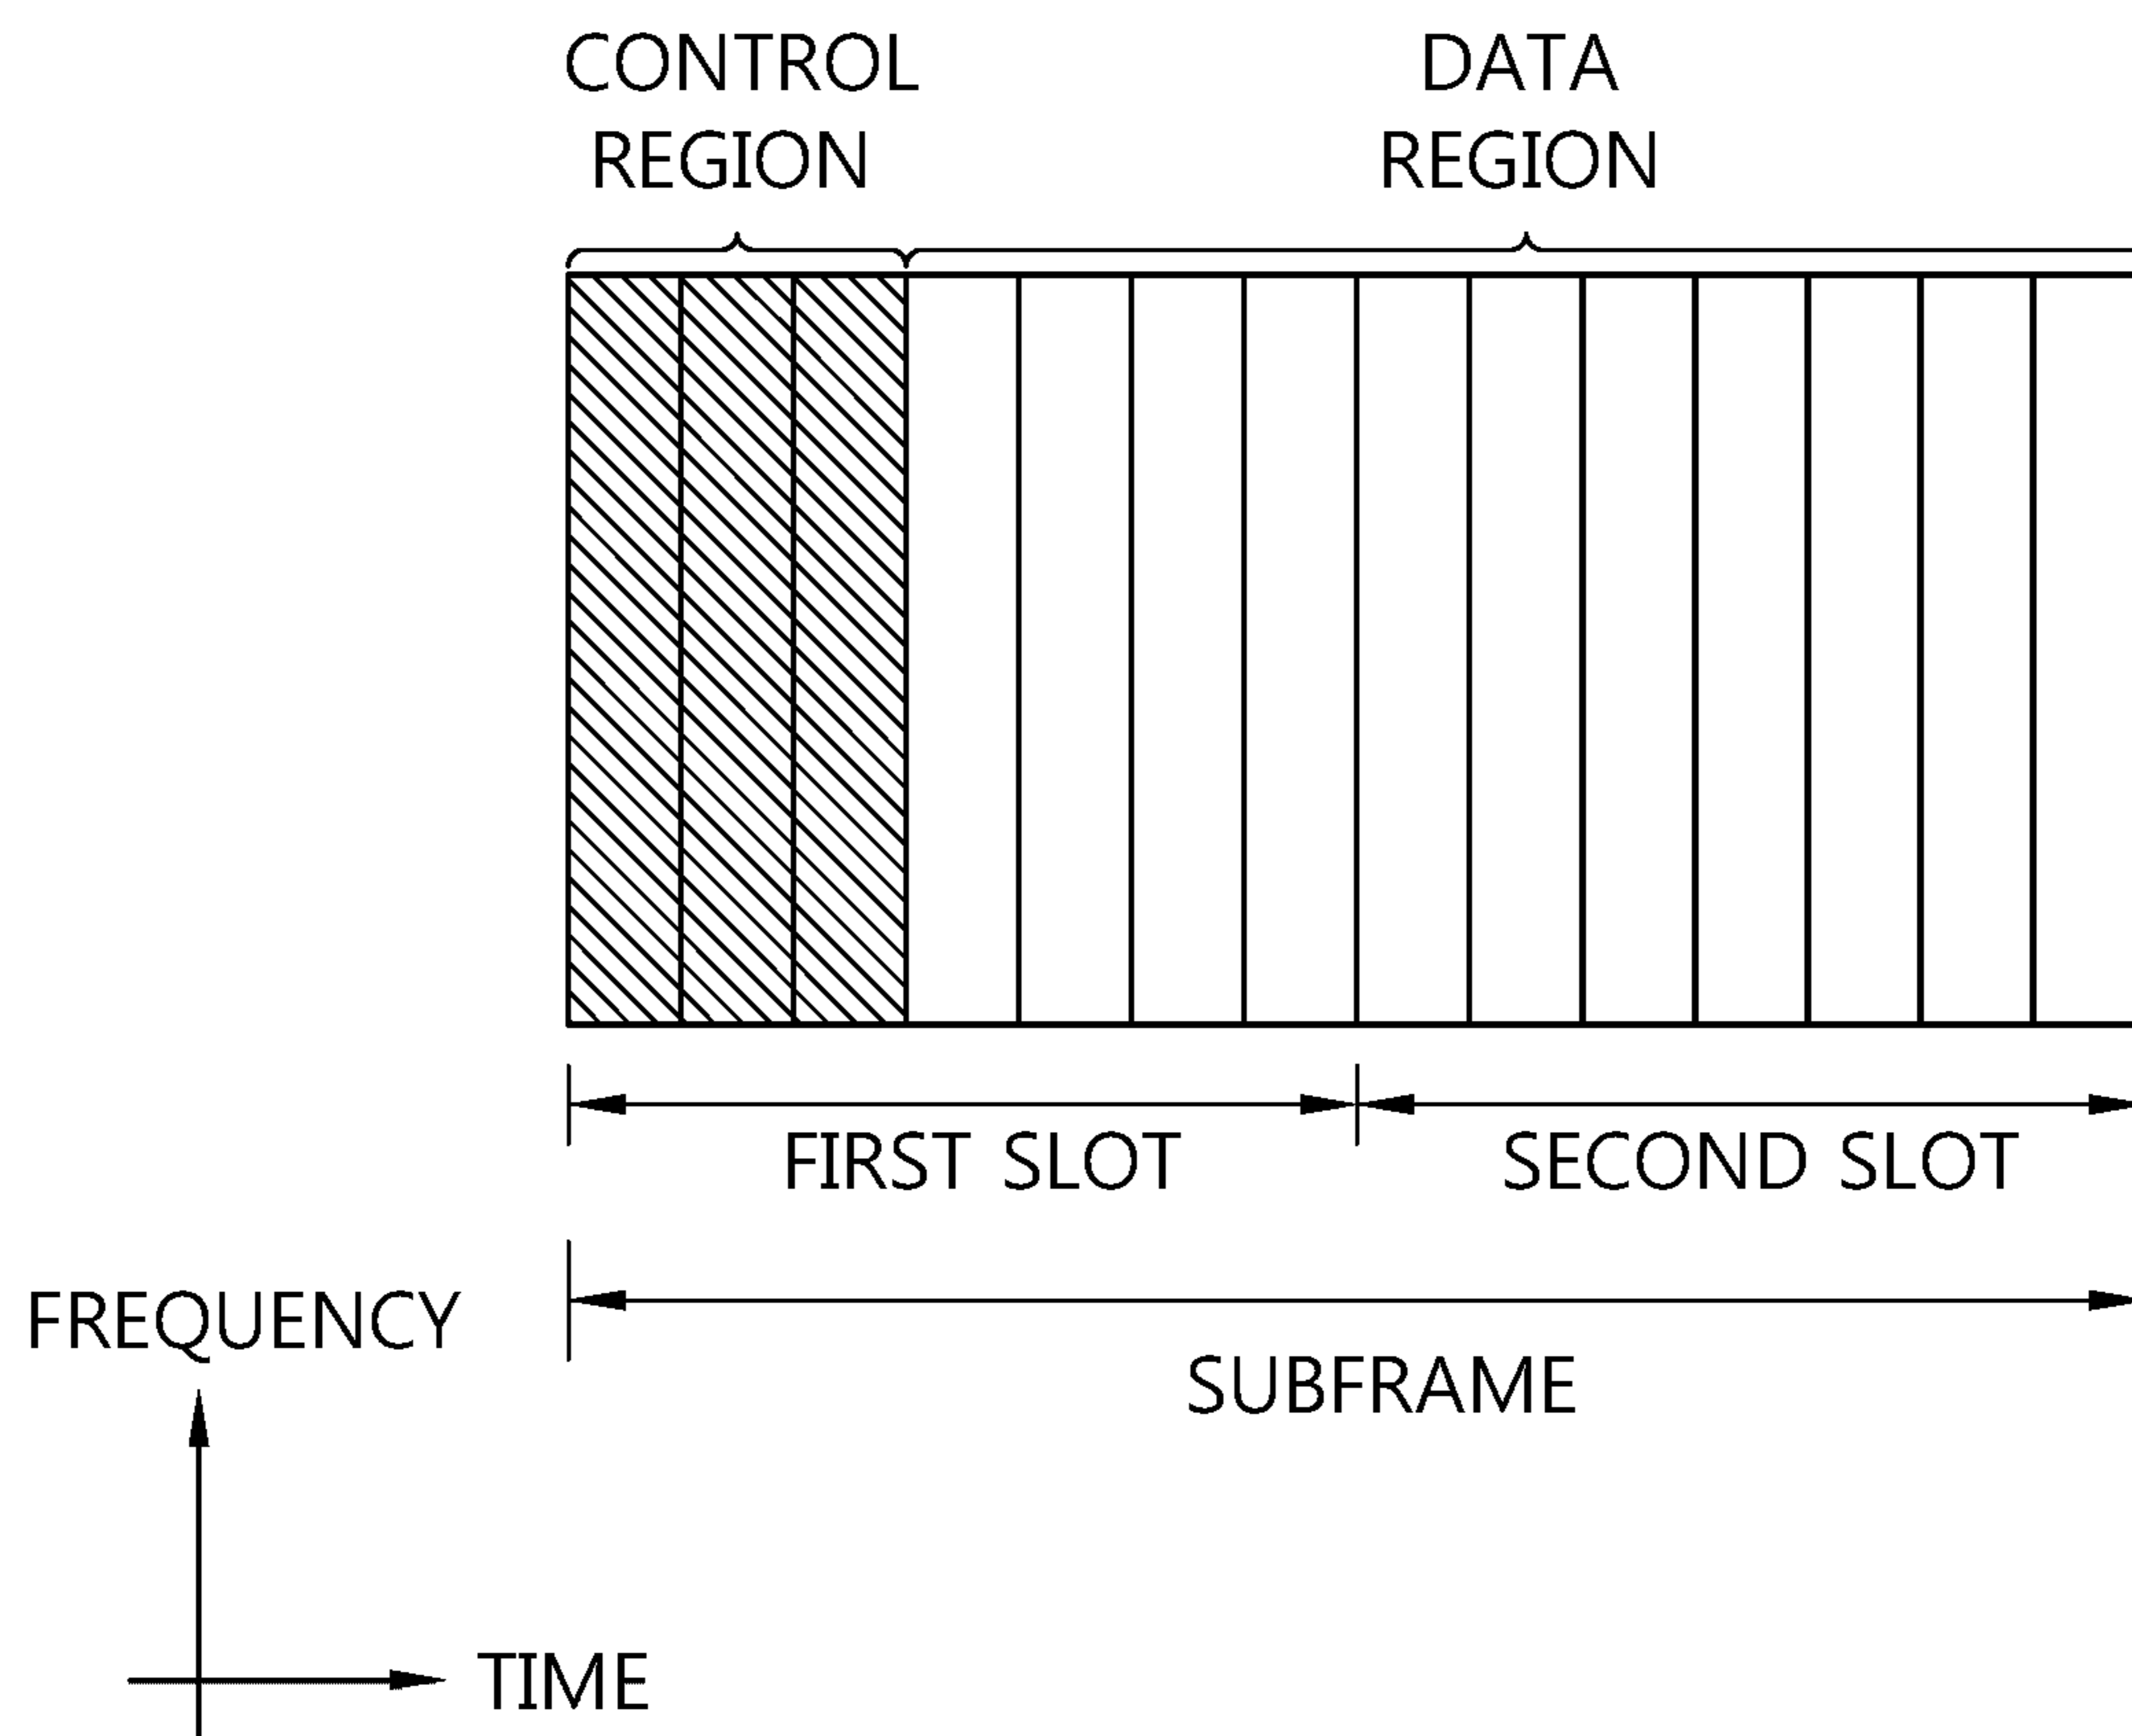 CONTROL
REGION
DATA
REGION
FIRST SLOT
SECOND SLOT
SUBFRAME
FREQUENCY
TIME